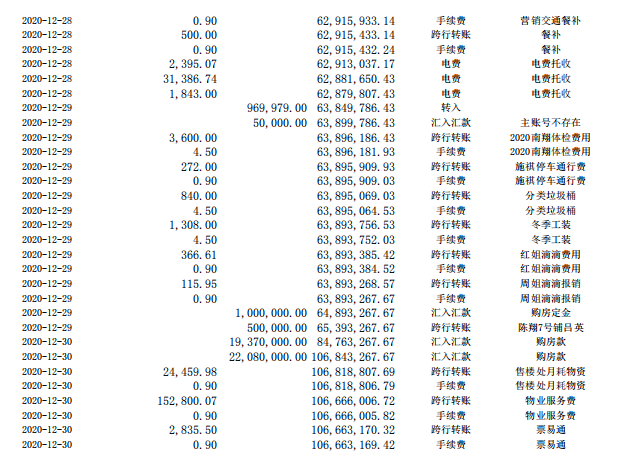 2020-12-28 0.90 62,915,933.14 手续费 营销交通餐补
2020-12-28 500.00 62,915,433.14 跨行转账 餐补
2020-12-28 0.90 62,915,432.24 手续费 餐补
2020-12-28 2,395.07 62,913,037.17 电费 电费托收
2020-12-28 31,386.74 62,881,650.43 电费 电费托收
2020-12-28 1,843.00 62,879,807.43 电费 电费托收
2020-12-29 969,979.00 63,849,786.43 转入
2020-12-29 50,000.00 63,899,786.43 汇入汇款 主账号不存在
2020-12-29 3,600.00 63,896,186.43 跨行转账 2020南翔体检费用
2020-12-29 4.50 63,896,181.93 手续费 2020南翔体检费用
2020-12-29 272.00 63,895,909.93 跨行转账 施祺停车通行费
2020-12-29 0.90 63,895,909.03 手续费 施祺停车通行费
2020-12-29 840.00 63,895,069.03 跨行转账 分类垃圾桶
2020-12-29 4.50 63,895,064.53 手续费 分类垃圾桶
2020-12-29 1,308.00 63,893,756.53 跨行转账 冬季工装
2020-12-29 4.50 63,893,752.03 手续费 冬季工装
2020-12-29 366.61 63,893,385.42 跨行转账 红姐滴滴费用
2020-12-29 0.90 63,893,384.52 手续费 红姐滴滴费用
2020-12-29 115.95 63,893,268.57 跨行转账 周姐滴滴报销
2020-12-29 0.90 63,893,267.67 手续费 周姐滴滴报销
2020-12-29 1,000,000.00 64,893,267.67 汇入汇款 购房定金
2020-12-29 500,000.00 65,393,267.67 跨行转账 陈翔7号铺吕英
2020-12-30 19,370,000.00 84,763,267.67 汇入汇款 购房款
2020-12-30 22,080,000.00 106,843,267.67 汇入汇款 购房款
2020-12-30 24,459.98 106,818,807.69 跨行转账 售楼处月耗物资
2020-12-30 0.90 106,818,806.79 手续费 售楼处月耗物资
2020-12-30 152,800.07 106,666,006.72 跨行转账 物业服务费
2020-12-30 0.90 106,666,005.82 手续费 物业服务费
2020-12-30 2,835.50 106,663,170.32 跨行转账 票易通
2020-12-30 0.90 106,663,169.42 手续费 票易通